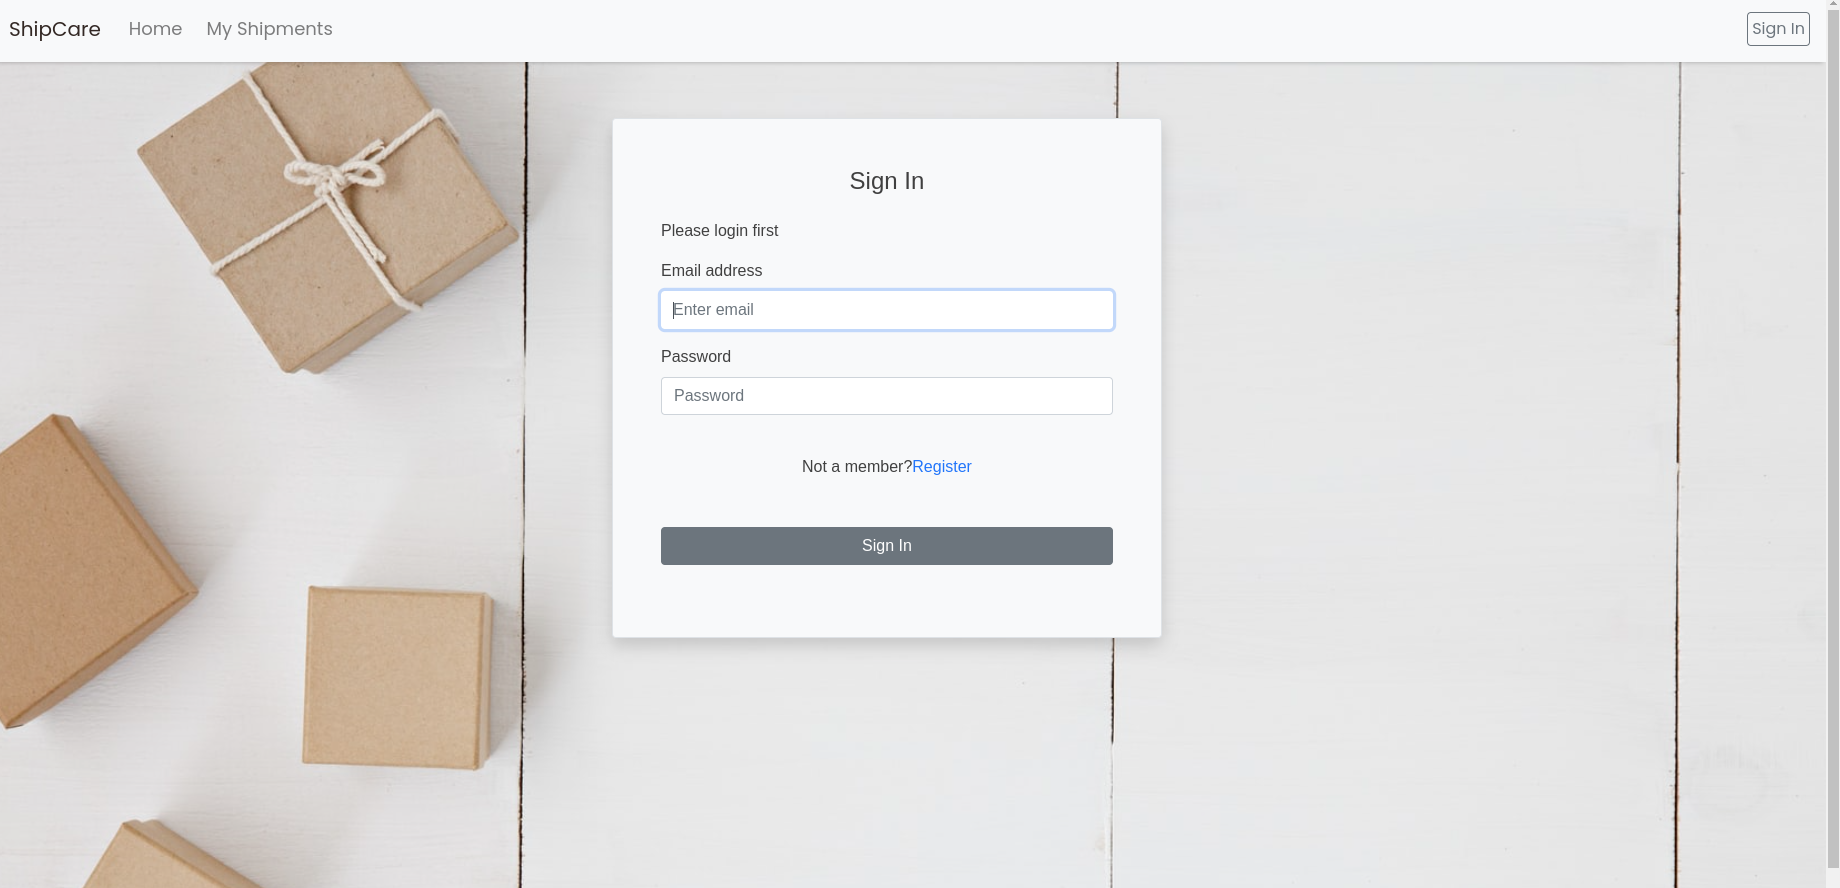 ShipCare Home My Shipments Sign In
Sign In
Please login first
Email address
Enter email
Password
Password
Not a member?Register
Sign In